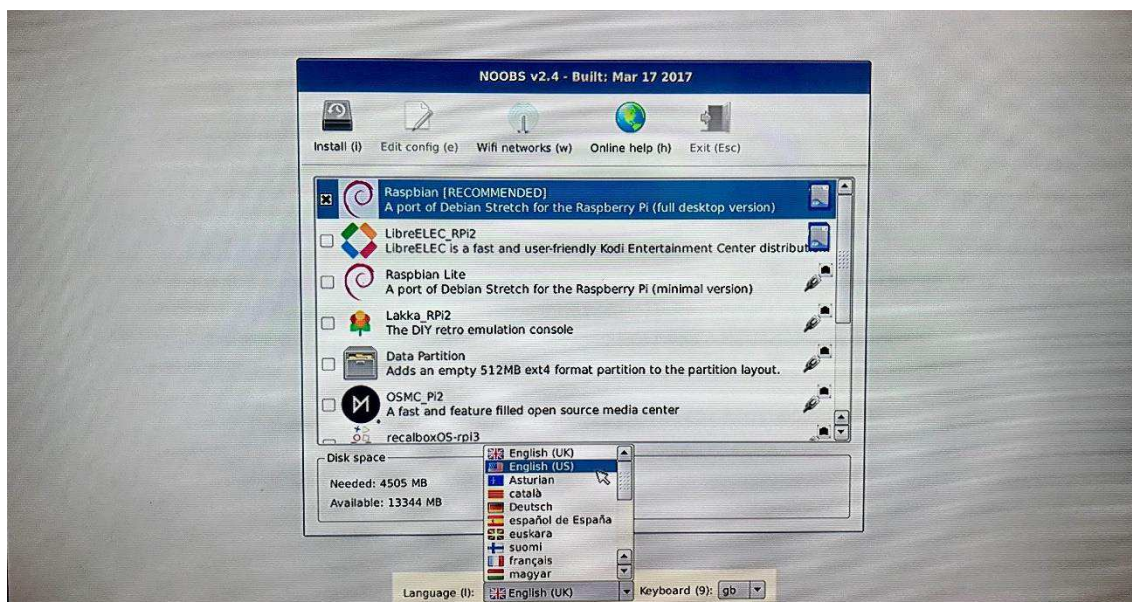 NOOBS v2.4 - Built: Mar 17 2017
Install (i) Edit config (e) Wifi networks (w) Online help (h) Exit (Esc)
Raspbian [RECOMMENDED]
A port of Debian Stretch for the Raspberry Pi (full desktop version)
LibreELEC_RPi2
LibreELEC is a fast and user-friendly Kodi Entertainment Center distribut...
Raspbian Lite
A port of Debian Stretch for the Raspberry Pi (minimal version)
Lakka_RPi2
The DIY retro emulation console
Data Partition
Adds an empty 512MB ext4 format partition to the partition layout.
OSMC_Pi2
A fast and feature filled open source media center
recalboxOS-rpi3
Disk space
Needed: 4505 MB
Available: 13344 MB
English (UK)
English (US)
Asturian
català
Deutsch
español de España
euskara
suomi
français
magyar
Language (l): English (UK) Keyboard (9): gb